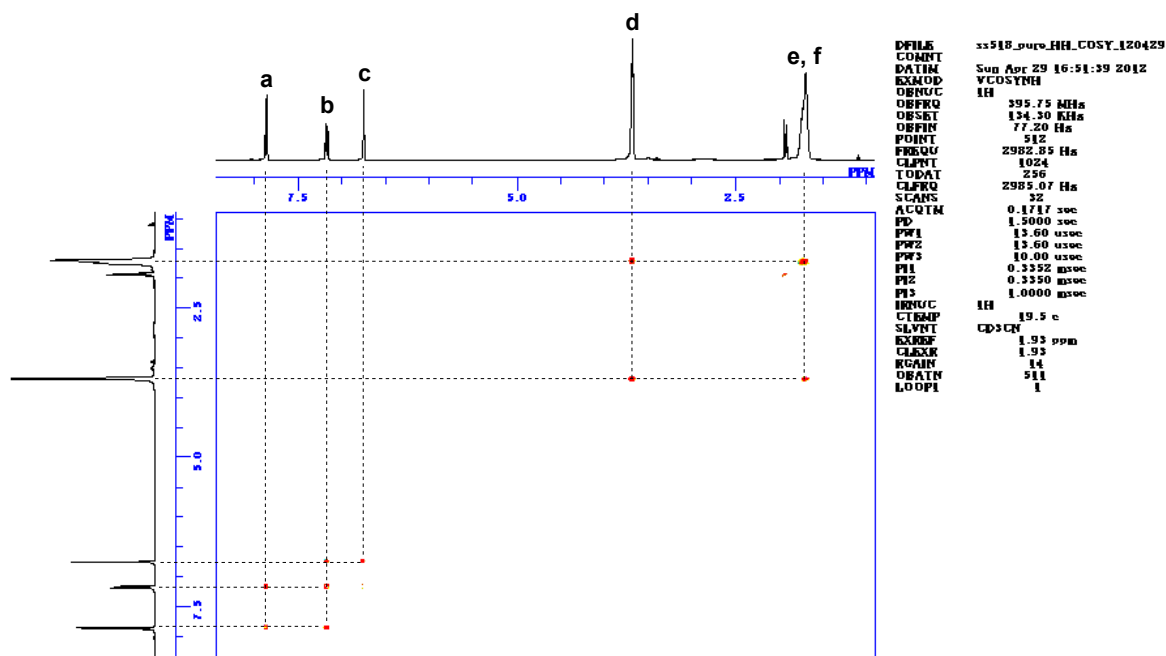 a
b
c
d
e, f
PPM
7.5
5.0
2.5
PPM
2.5
5.0
7.5
DFILE ss518_pure_HH_COSY_120429
COMNT
DATIM Sun Apr 29 16:51:39 2012
EXMOD VCOSYNH
OBNUC 1H
OBFRQ 395.75 MHz
OBSET 134.30 KHz
OBFIN 77.20 Hz
POINT 512
FREQU 2982.85 Hz
CLPNT 1024
TODAT 256
CLFRQ 2985.07 Hz
SCANS 32
ACQTM 0.1717 sec
PD 1.5000 sec
PW1 13.60 usec
PW2 13.60 usec
PW3 10.00 usec
PI1 0.3352 msec
PI2 0.3350 msec
PI3 1.0000 msec
IRNUC 1H
CTEMP 19.5 c
SLVNT CD3CN
EXREF 1.93 ppm
CLEXR 1.93
RGAIN 14
OBATN 511
LOOP1 1